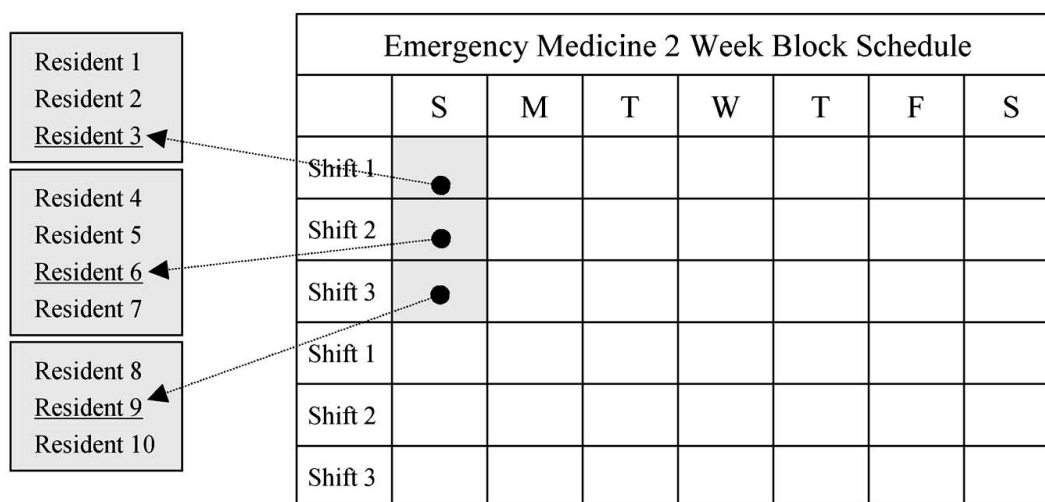 Resident 1
Resident 2
Resident 3
Resident 4
Resident 5
Resident 6
Resident 7
Resident 8
Resident 9
Resident 10
Emergency Medicine 2 Week Block Schedule
S M T W T F S
Shift 1
Shift 2
Shift 3
Shift 1
Shift 2
Shift 3